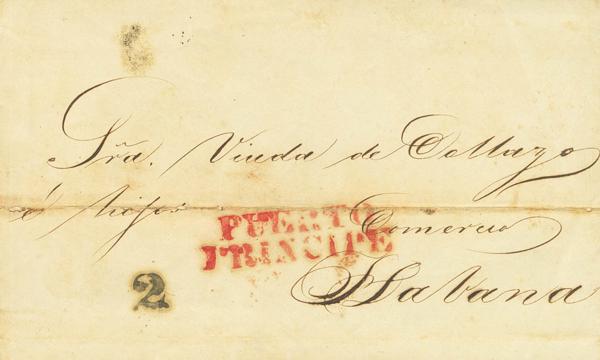 Sra. Viuda de Collazo
é hijos
PUERTO
PRINCIPE
Comercio
2
Habana